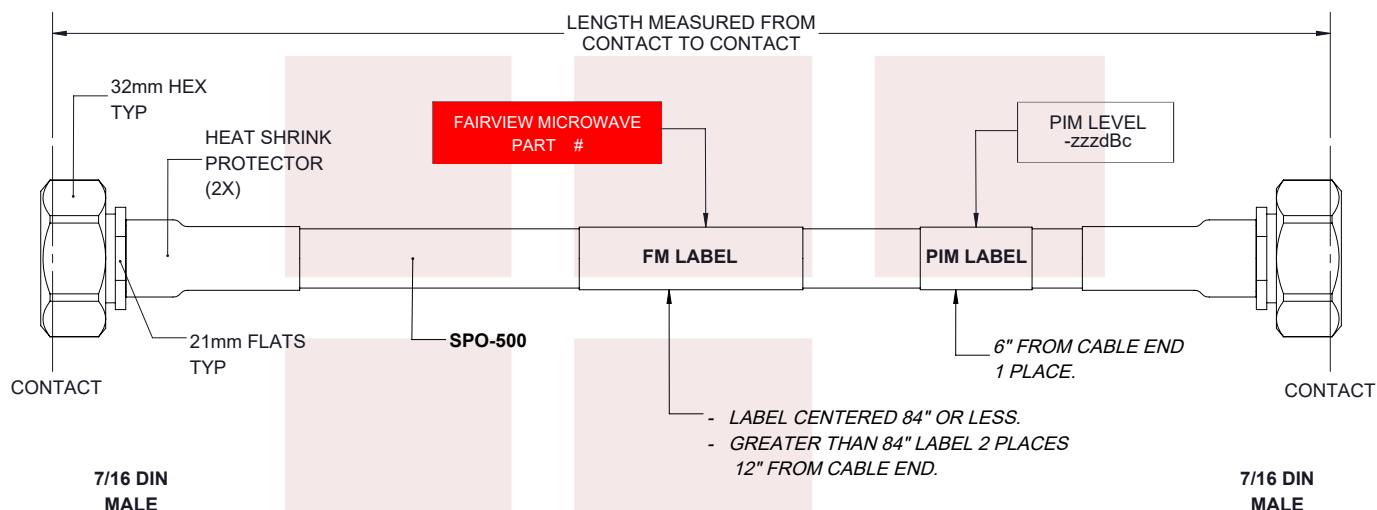 LENGTH MEASURED FROM
CONTACT TO CONTACT
32mm HEX
TYP
HEAT SHRINK
PROTECTOR
(2X)
FAIRVIEW MICROWAVE
PART #
PIM LEVEL
-zzzdBc
FM LABEL
PIM LABEL
21mm FLATS
TYP
SPO-500
6" FROM CABLE END
1 PLACE.
CONTACT
CONTACT
- LABEL CENTERED 84" OR LESS.
- GREATER THAN 84" LABEL 2 PLACES
12" FROM CABLE END.
7/16 DIN
MALE
7/16 DIN
MALE